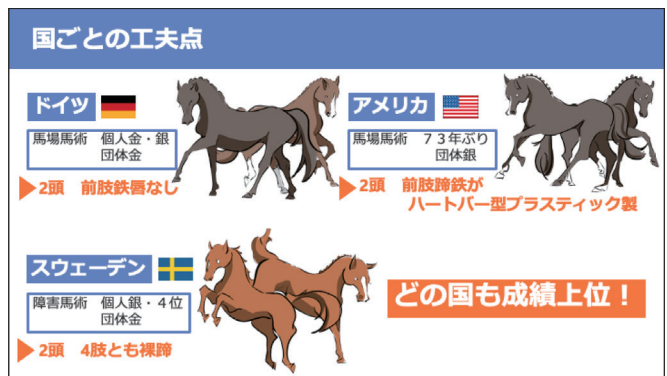 国ごとの工夫点
ドイツ
馬場馬術 個人金・銀
団体金
2頭 前肢鉄唇なし
アメリカ
馬場馬術 73年ぶり
団体銀
2頭 前肢蹄鉄が
ハートバー型プラスティック製
スウェーデン
障害馬術 個人銀・4位
団体金
2頭 4肢とも裸蹄
どの国も成績上位！